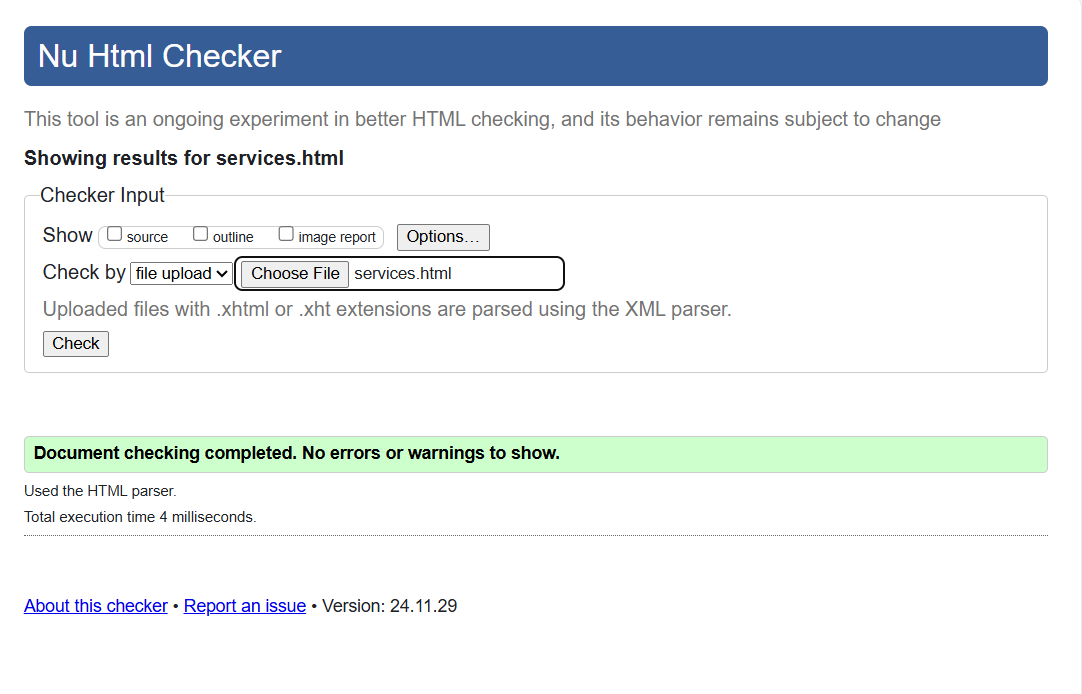 Nu Html Checker
This tool is an ongoing experiment in better HTML checking, and its behavior remains subject to change
Showing results for services.html
Checker Input
Show source outline image report Options...
Check by file upload Choose File services.html
Uploaded files with .xhtml or .xht extensions are parsed using the XML parser.
Check
Document checking completed. No errors or warnings to show.
Used the HTML parser.
Total execution time 4 milliseconds.
About this checker • Report an issue • Version: 24.11.29